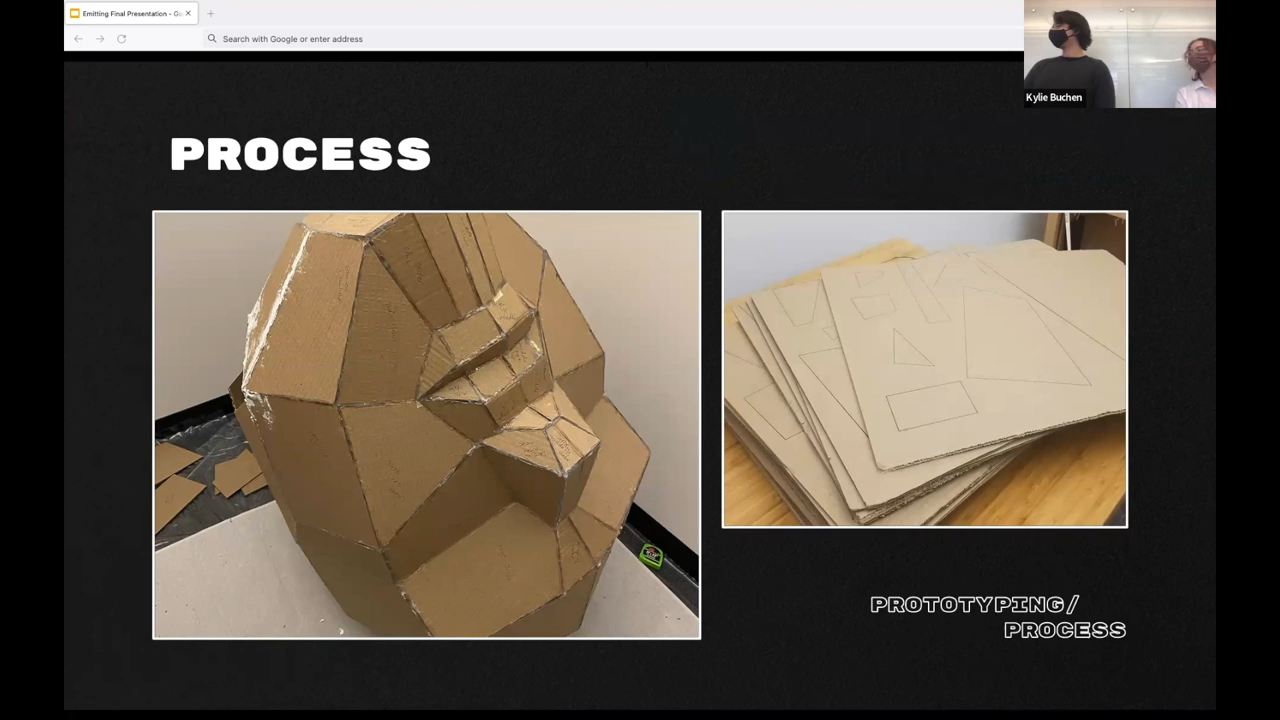 Emitting Final Presentation - Go
Search with Google or enter address
Kylie Buchen
PROCESS
PROTOTYPING/
PROCESS